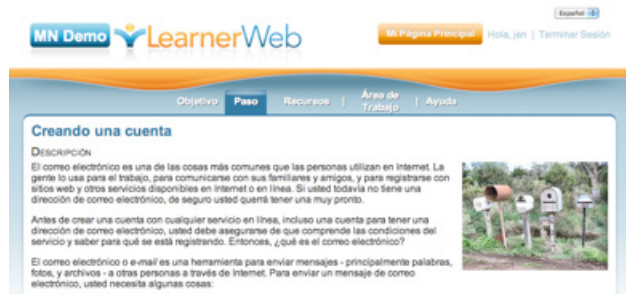 Español
MN Demo LearnerWeb
Mi Página Principal Hola, jen | Terminar Sesión
Objetivo Paso Recursos | Área de Trabajo | Ayuda
Creando una cuenta
DESCRIPCIÓN
El correo electrónico es una de las cosas más comunes que las personas utilizan en Internet. La
gente lo usa para el trabajo, para comunicarse con sus familiares y amigos, y para registrarse con
sitios web y otros servicios disponibles en Internet o en línea. Si usted todavía no tiene una
dirección de correo electrónico, de seguro usted querrá tener una muy pronto.
Antes de crear una cuenta con cualquier servicio en línea, incluso una cuenta para tener una
dirección de correo electrónico, usted debe asegurarse de que comprende las condiciones del
servicio y saber para qué se está registrando. Entonces, ¿qué es el correo electrónico?
El correo electrónico o e-mail es una herramienta para enviar mensajes - principalmente palabras,
fotos, y archivos - a otras personas a través de Internet. Para enviar un mensaje de correo
electrónico, usted necesita algunas cosas: